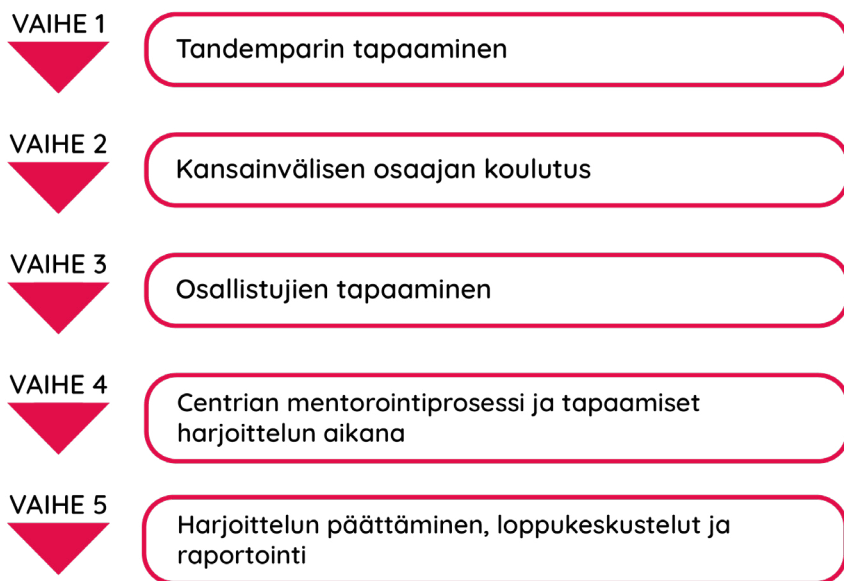 VAIHE 1
Tandemparin tapaaminen
VAIHE 2
Kansainvälisen osaajan koulutus
VAIHE 3
Osallistujien tapaaminen
VAIHE 4
Centrian mentorointiprosessi ja tapaamiset
harjoittelun aikana
VAIHE 5
Harjoittelun päättäminen, loppukeskustelut ja
raportointi